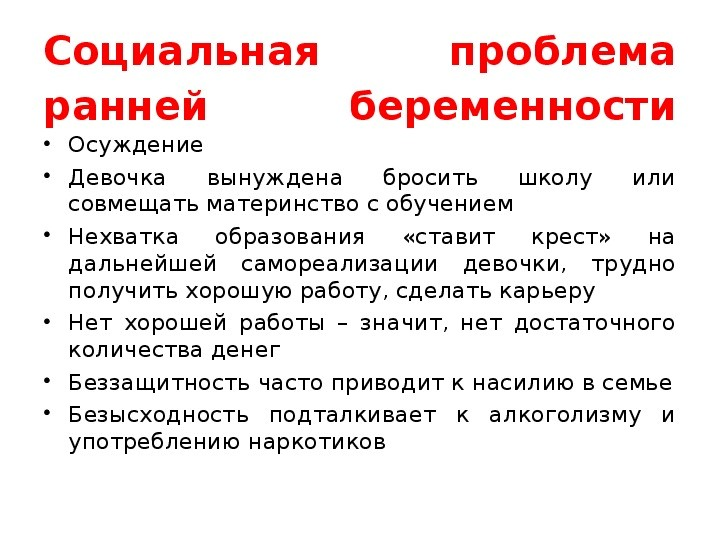 Социальная проблема
ранней беременности
• Осуждение
• Девочка вынуждена бросить школу или
совмещать материнство с обучением
• Нехватка образования «ставит крест» на
дальнейшей самореализации девочки, трудно
получить хорошую работу, сделать карьеру
• Нет хорошей работы – значит, нет достаточного
количества денег
• Беззащитность часто приводит к насилию в семье
• Безысходность подталкивает к алкоголизму и
употреблению наркотиков